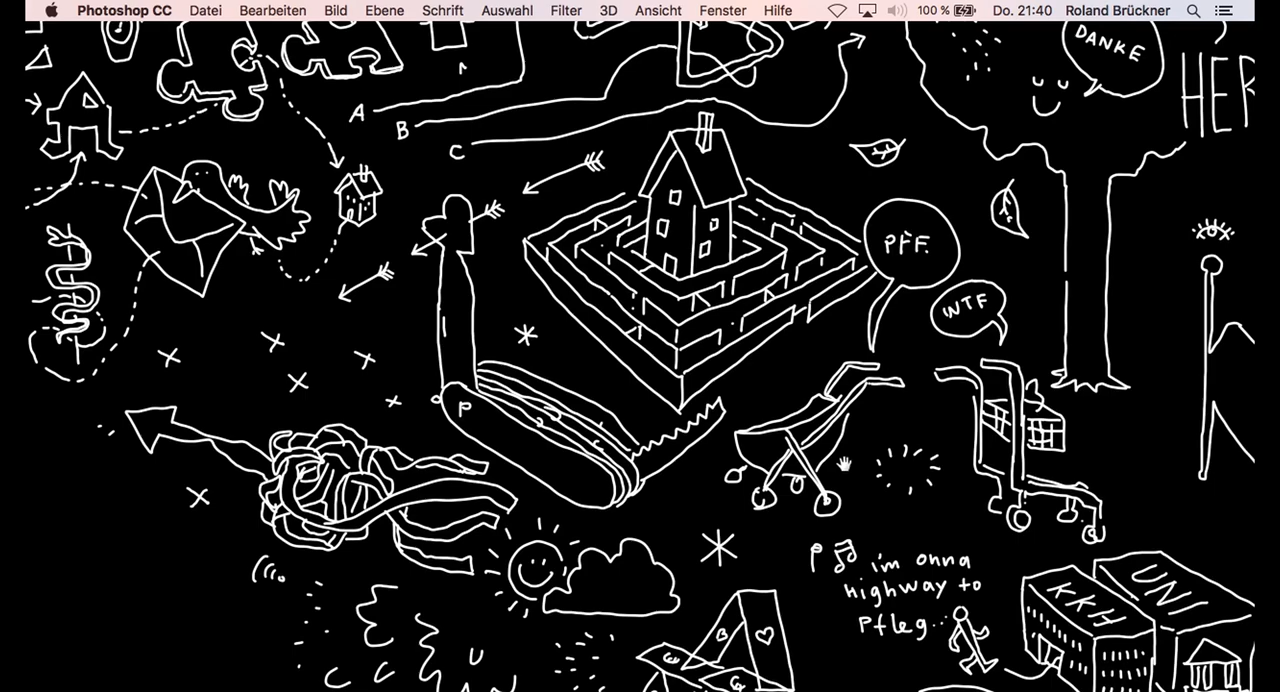 Photoshop CC Datei Bearbeiten Bild Ebene Schrift Auswahl Filter 3D Ansicht Fenster Hilfe 100 % Do. 21:40 Roland Brückner
DANKE
HER
A
B
C
PFF.
WTF
P
i'm onna
highway to
Pfleg..
KKH
UNI